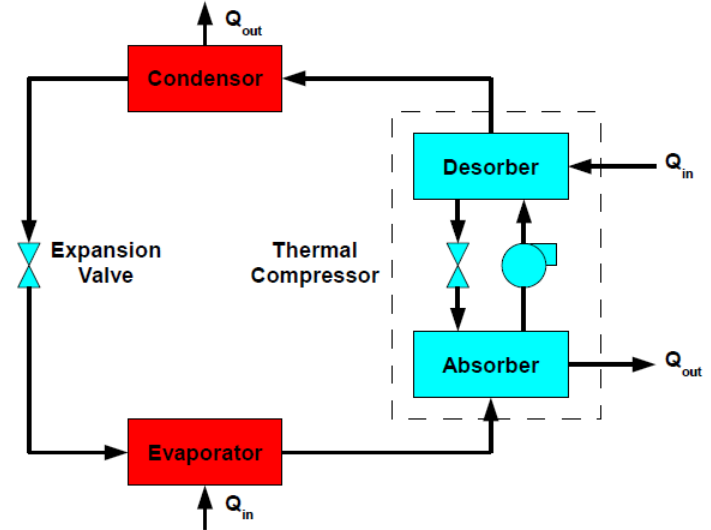 Q_out
Condensor
Desorber
Q_in
Expansion
Valve
Thermal
Compressor
Absorber
Q_out
Evaporator
Q_in